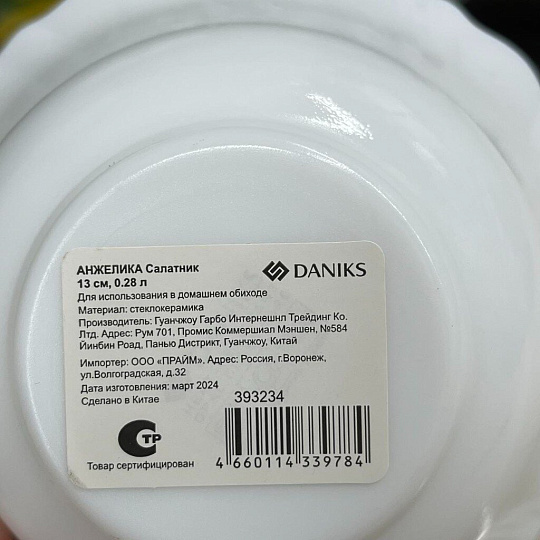 АНЖЕЛИКА Салатник
13 см, 0.28 л
DANIKS
Для использования в домашнем обиходе
Материал: стеклокерамика
Производитель: Гуанчжоу Гарбо Интернешнл Трейдинг Ко.
Лтд. Адрес: Рум 701, Промис Коммершиал Мэншен, №584
Йинбин Роад, Панью Дистрикт, Гуанчжоу, Китай
Импортер: ООО «ПРАЙМ». Адрес: Россия, г.Воронеж,
ул.Волгоградская, д.32
Дата изготовления: март 2024
Сделано в Китае
393234
СТР
Товар сертифицирован
4 660114 339784